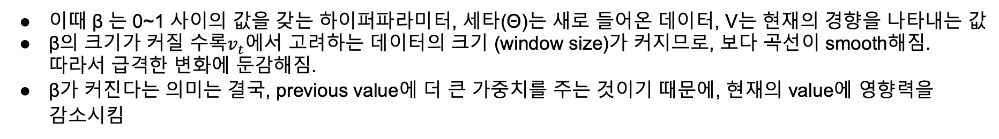 ● 이때 β 는 0~1 사이의 값을 갖는 하이퍼파라미터, 세타(Θ)는 새로 들어온 데이터, V는 현재의 경향을 나타내는 값
● β의 크기가 커질 수록𝑣𝑡에서 고려하는 데이터의 크기 (window size)가 커지므로, 보다 곡선이 smooth해짐.
따라서 급격한 변화에 둔감해짐.
● β가 커진다는 의미는 결국, previous value에 더 큰 가중치를 주는 것이기 때문에, 현재의 value에 영향력을
감소시킴